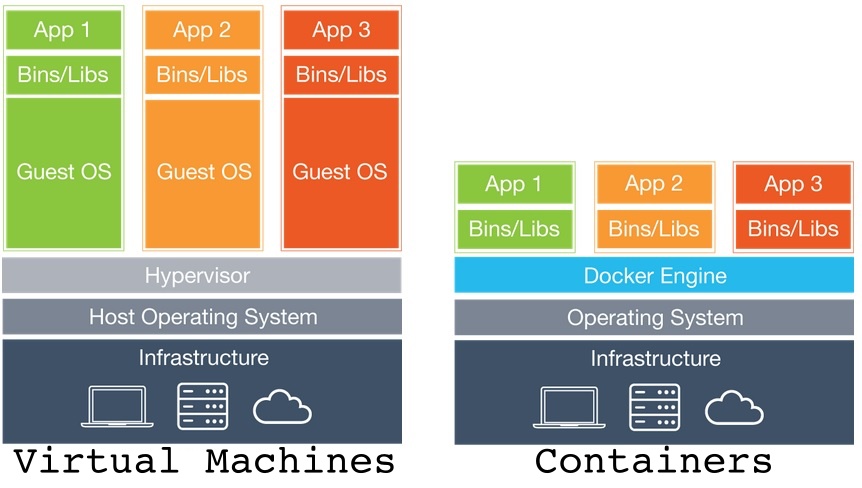 App 1
App 2
App 3
Bins/Libs
Bins/Libs
Bins/Libs
Guest OS
Guest OS
Guest OS
Hypervisor
Host Operating System
Infrastructure
Virtual Machines
App 1
App 2
App 3
Bins/Libs
Bins/Libs
Bins/Libs
Docker Engine
Operating System
Infrastructure
Containers